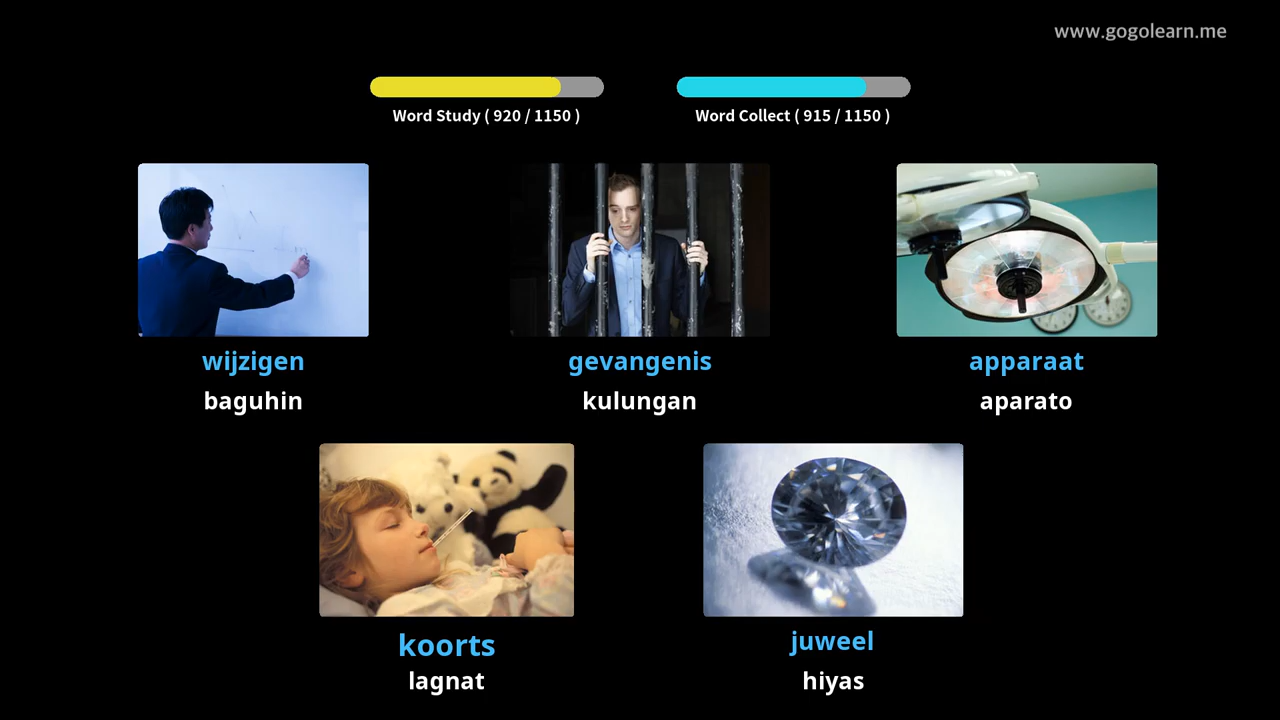 www.gogolearn.me
Word Study ( 920 / 1150 )
Word Collect ( 915 / 1150 )
wijzigen
baguhin
gevangenis
kulungan
apparaat
aparato
koorts
lagnat
juweel
hiyas